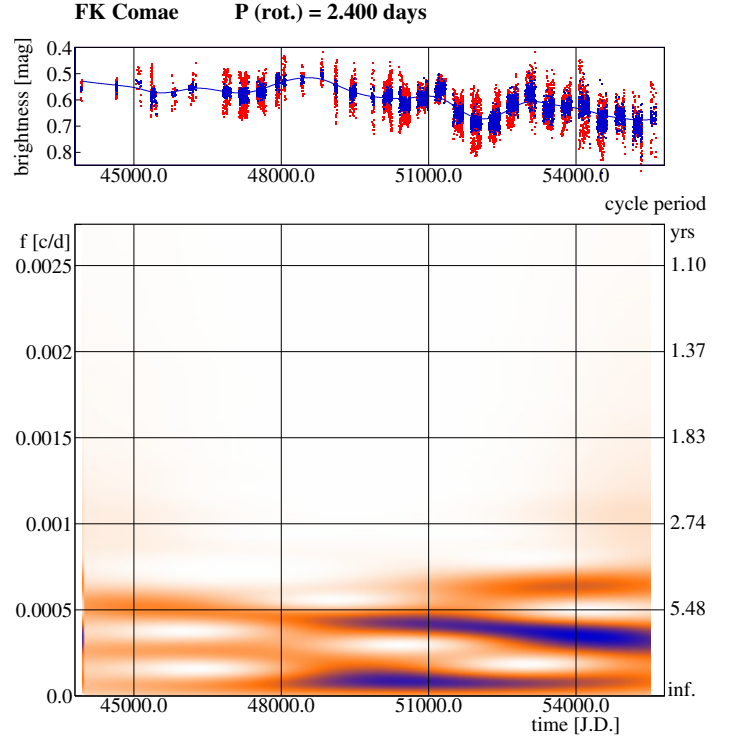 FK Comae P (rot.) = 2.400 days
brightness [mag]
0.4
0.5
0.6
0.7
0.8
45000.0 48000.0 51000.0 54000.0
cycle period
f [c/d] yrs
0.0025 1.10
0.002 1.37
0.0015 1.83
0.001 2.74
0.0005 5.48
0.0 inf.
45000.0 48000.0 51000.0 54000.0
time [J.D.]